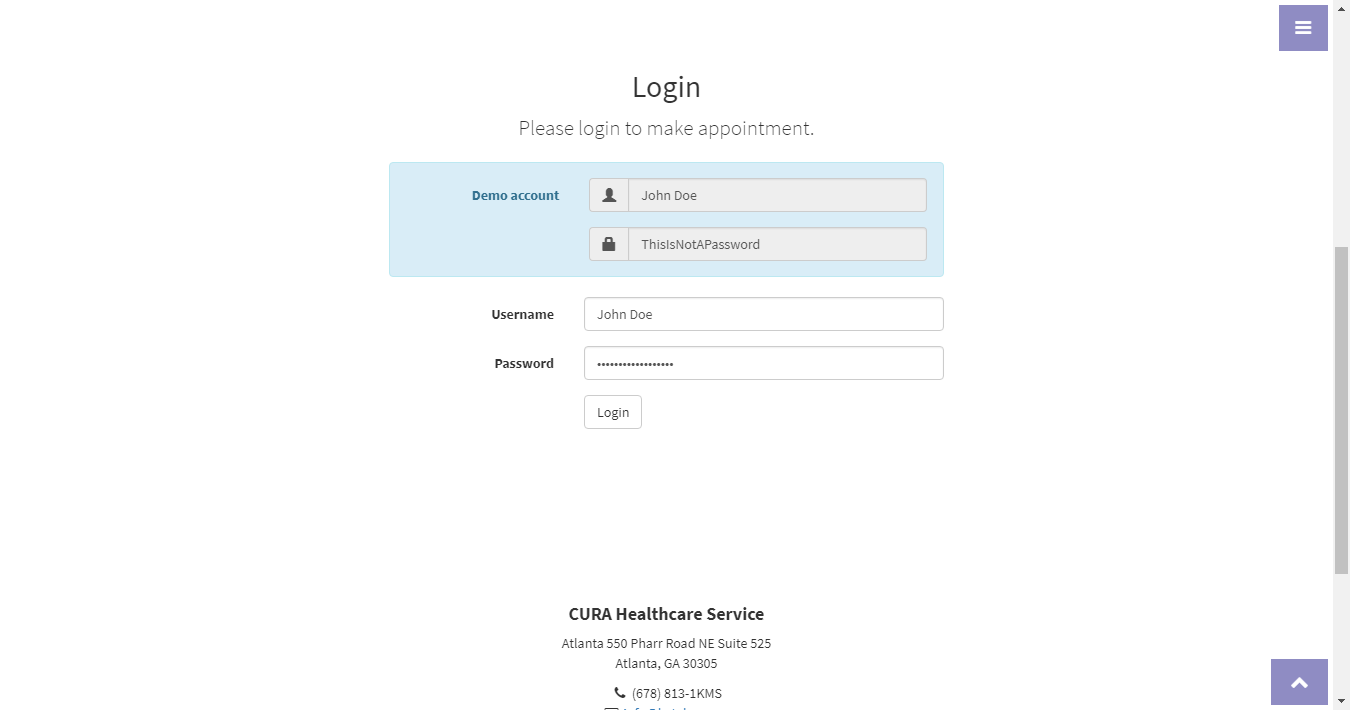 Login
Please login to make appointment.
Demo account
John Doe
ThisIsNotAPassword
Username
John Doe
Password
••••••••••••••••••
Login
CURA Healthcare Service
Atlanta 550 Pharr Road NE Suite 525
Atlanta, GA 30305
(678) 813-1KMS